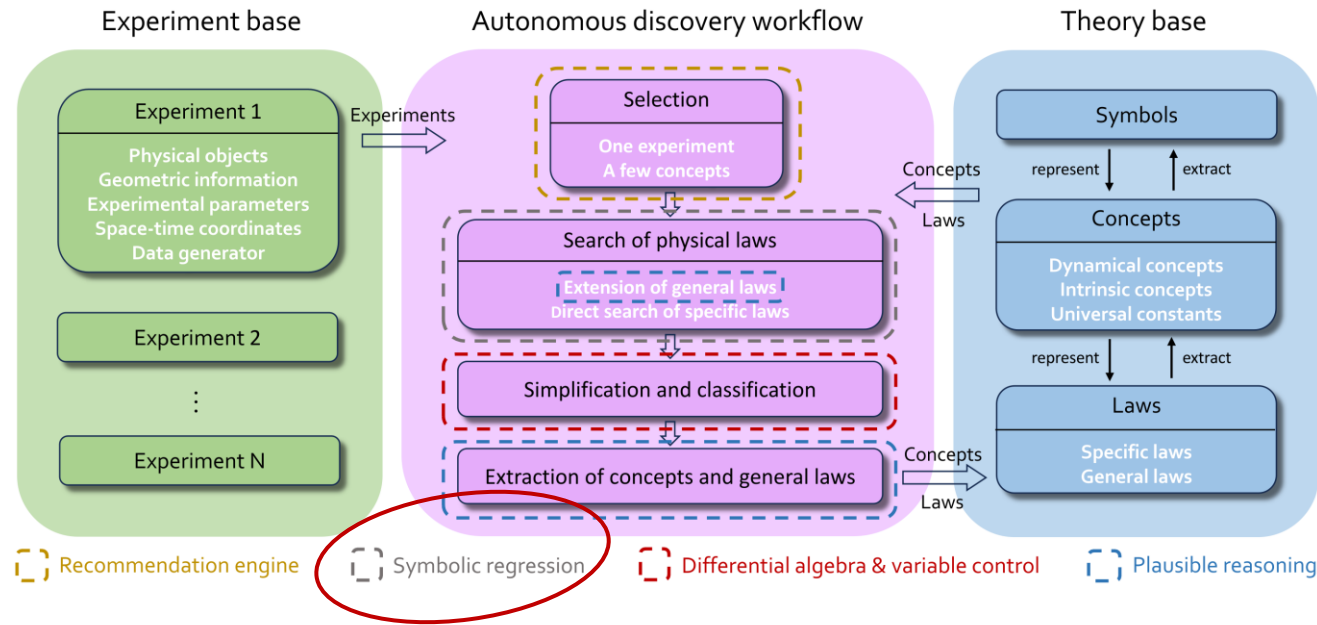 Experiment base
Autonomous discovery workflow
Theory base
Experiment 1
Physical objects
Geometric information
Experimental parameters
Space-time coordinates
Data generator
Experiment 2
⋮
Experiment N
Experiments
Selection
One experiment
A few concepts
Search of physical laws
Extension of general laws
Direct search of specific laws
Simplification and classification
Extraction of concepts and general laws
Concepts
Laws
Concepts
Laws
Symbols
represent
extract
Concepts
Dynamical concepts
Intrinsic concepts
Universal constants
represent
extract
Laws
Specific laws
General laws
Recommendation engine
Symbolic regression
Differential algebra & variable control
Plausible reasoning